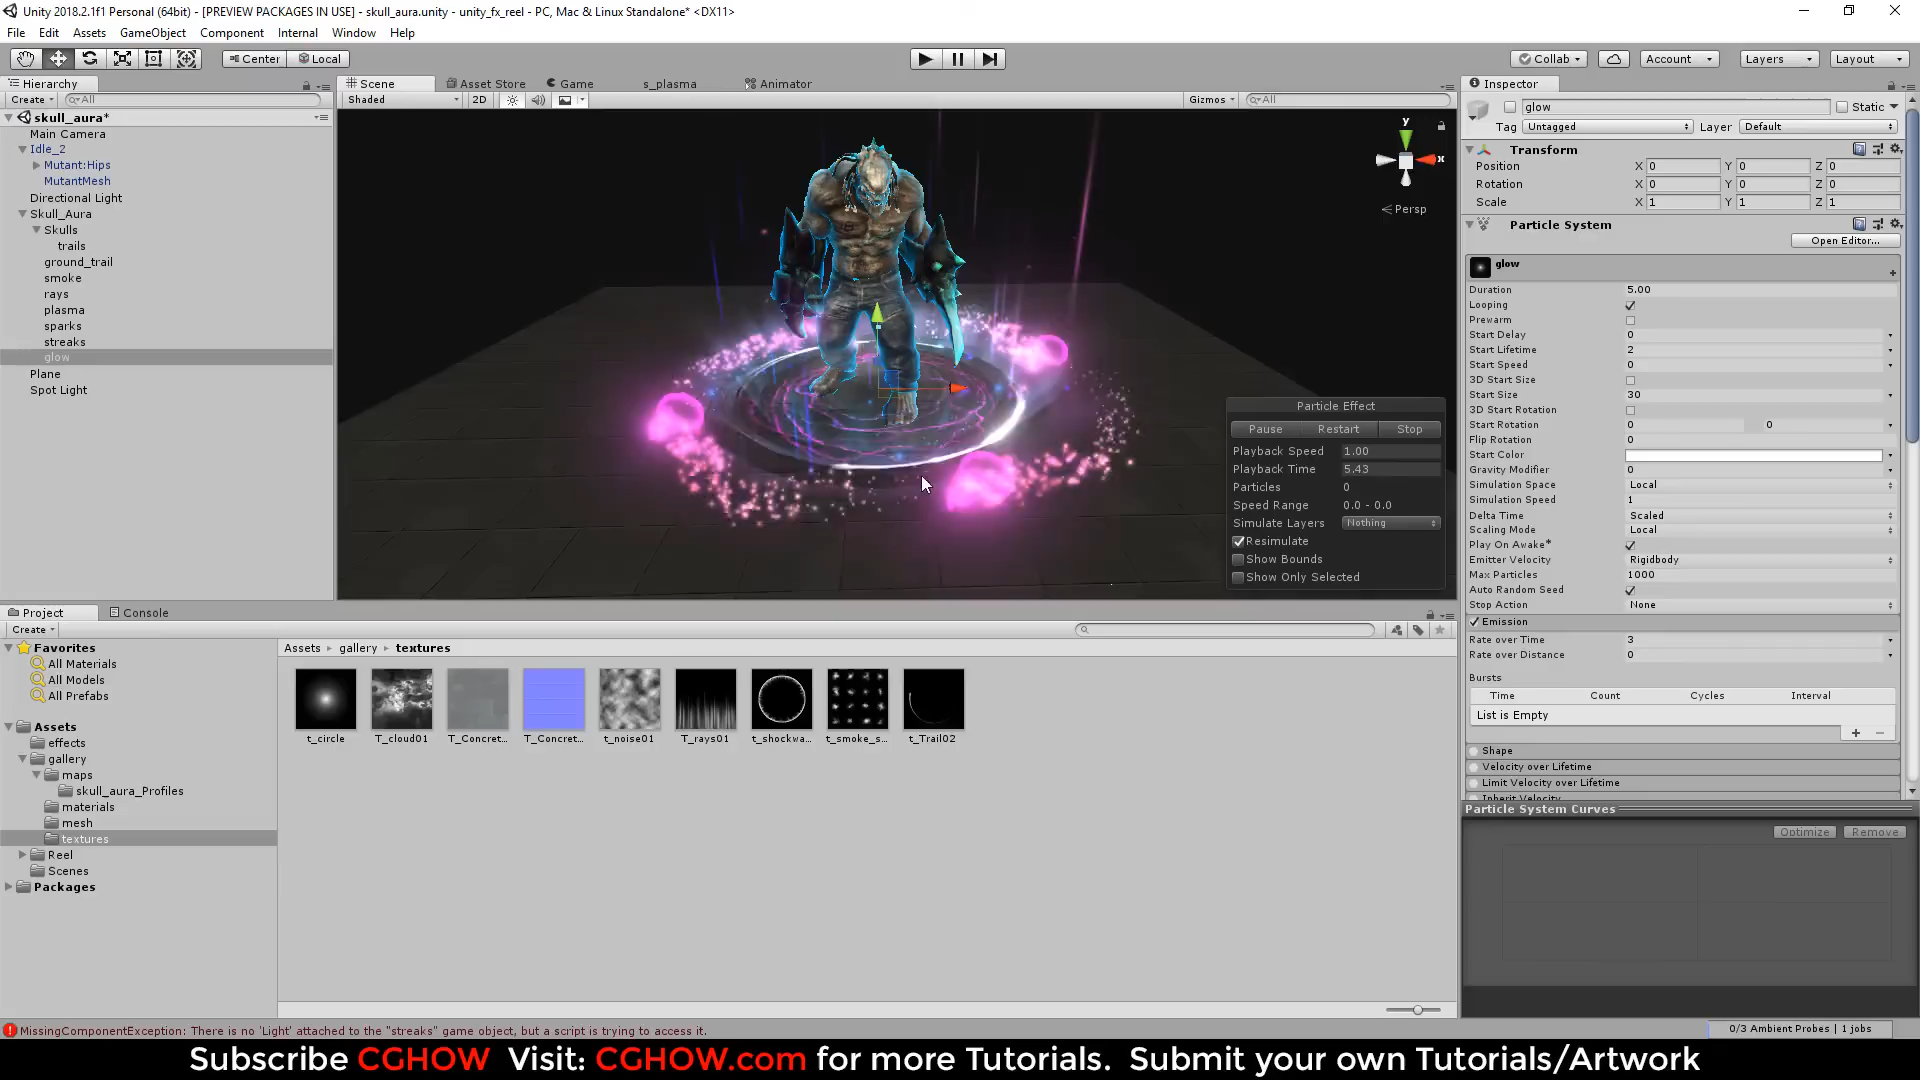 Unity 2018.2.1f1 Personal (64bit) - [PREVIEW PACKAGES IN USE] - skull_aura.unity - unity_fx_reel - PC, Mac & Linux Standalone* <DX11>
File Edit Assets GameObject Component Internal Window Help
Center Local Collab Account Layers Layout
Hierarchy
Create All
skull_aura*
Main Camera
Idle_2
Mutant:Hips
MutantMesh
Directional Light
Skull_Aura
Skulls
trails
ground_trail
smoke
rays
plasma
sparks
streaks
glow
Plane
Spot Light
Scene Asset Store Game s_plasma Animator
Shaded 2D Gizmos All
y
x
Persp
Particle Effect
Pause Restart Stop
Playback Speed 1.00
Playback Time 5.43
Particles 0
Speed Range 0.0 - 0.0
Simulate Layers Nothing
Resimulate
Show Bounds
Show Only Selected
Inspector
glow Static
Tag Untagged Layer Default
Transform
Position X 0 Y 0 Z 0
Rotation X 0 Y 0 Z 0
Scale X 1 Y 1 Z 1
Particle System
Open Editor...
glow
Duration 5.00
Looping
Prewarm
Start Delay 0
Start Lifetime 2
Start Speed 0
3D Start Size
Start Size 30
3D Start Rotation
Start Rotation 0 0
Flip Rotation 0
Start Color
Gravity Modifier 0
Simulation Space Local
Simulation Speed 1
Delta Time Scaled
Scaling Mode Local
Play On Awake*
Emitter Velocity Rigidbody
Max Particles 1000
Auto Random Seed
Stop Action None
Emission
Rate over Time 3
Rate over Distance 0
Bursts
Time Count Cycles Interval
List is Empty
Shape
Velocity over Lifetime
Limit Velocity over Lifetime
Inherit Velocity
Particle System Curves
Optimize Remove
Project Console
Create
Favorites
All Materials
All Models
All Prefabs
Assets
effects
gallery
maps
skull_aura_Profiles
materials
mesh
textures
Reel
Scenes
Packages
Assets gallery textures
t_circle T_cloud01 T_Concret... T_Concret... t_noise01 T_rays01 t_shockwa... t_smoke_s... t_Trail02
MissingComponentException: There is no 'Light' attached to the "streaks" game object, but a script is trying to access it.
0/3 Ambient Probes | 1 jobs
Subscribe CGHOW Visit: CGHOW.com for more Tutorials. Submit your own Tutorials/Artwork